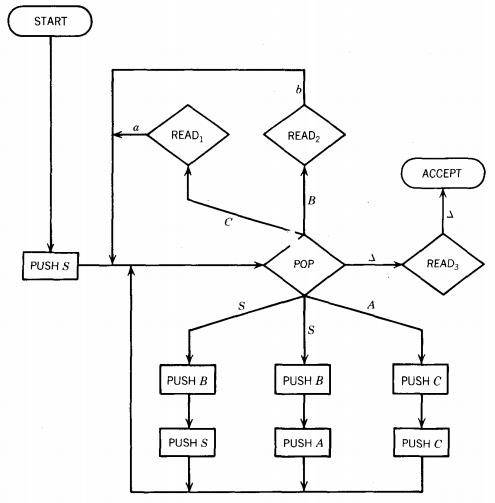 START
b
a
READ1
READ2
ACCEPT
B
C
Δ
PUSH S
POP
Δ
READ3
S
A
S
PUSH B
PUSH B
PUSH C
PUSH S
PUSH A
PUSH C